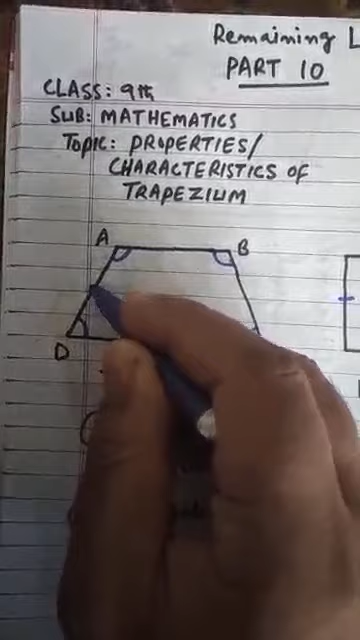 Remaining L
PART 10
CLASS: 9th
SUB: MATHEMATICS
TOPIC: PROPERTIES/
CHARACTERISTICS OF
TRAPEZIUM
A
B
D